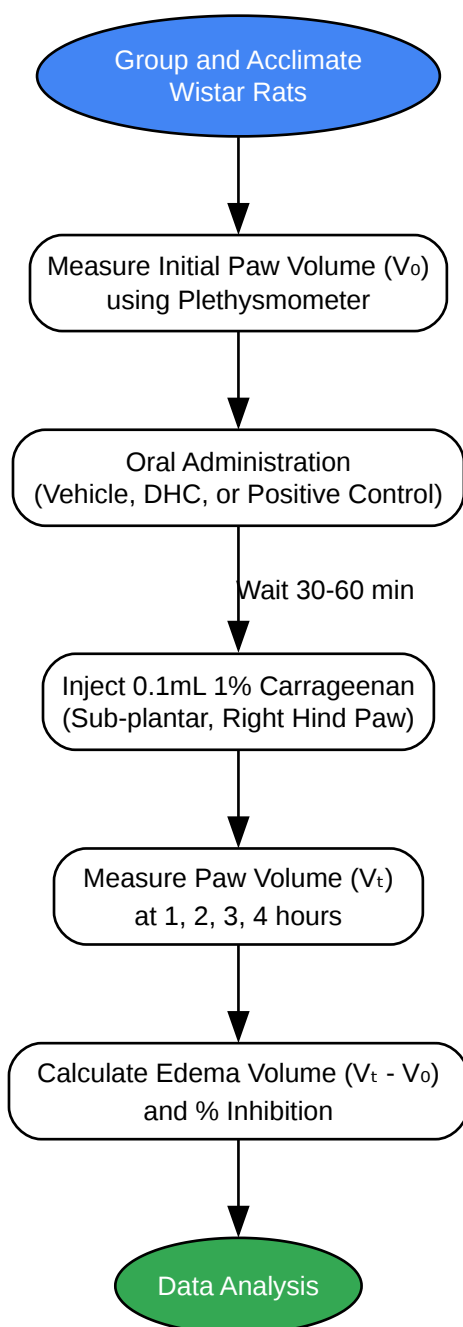 Group and Acclimate
Wistar Rats
Measure Initial Paw Volume (V₀)
using Plethysmometer
Oral Administration
(Vehicle, DHC, or Positive Control)
Wait 30-60 min
Inject 0.1mL 1% Carrageenan
(Sub-plantar, Right Hind Paw)
Measure Paw Volume (Vₜ)
at 1, 2, 3, 4 hours
Calculate Edema Volume (Vₜ - V₀)
and % Inhibition
Data Analysis